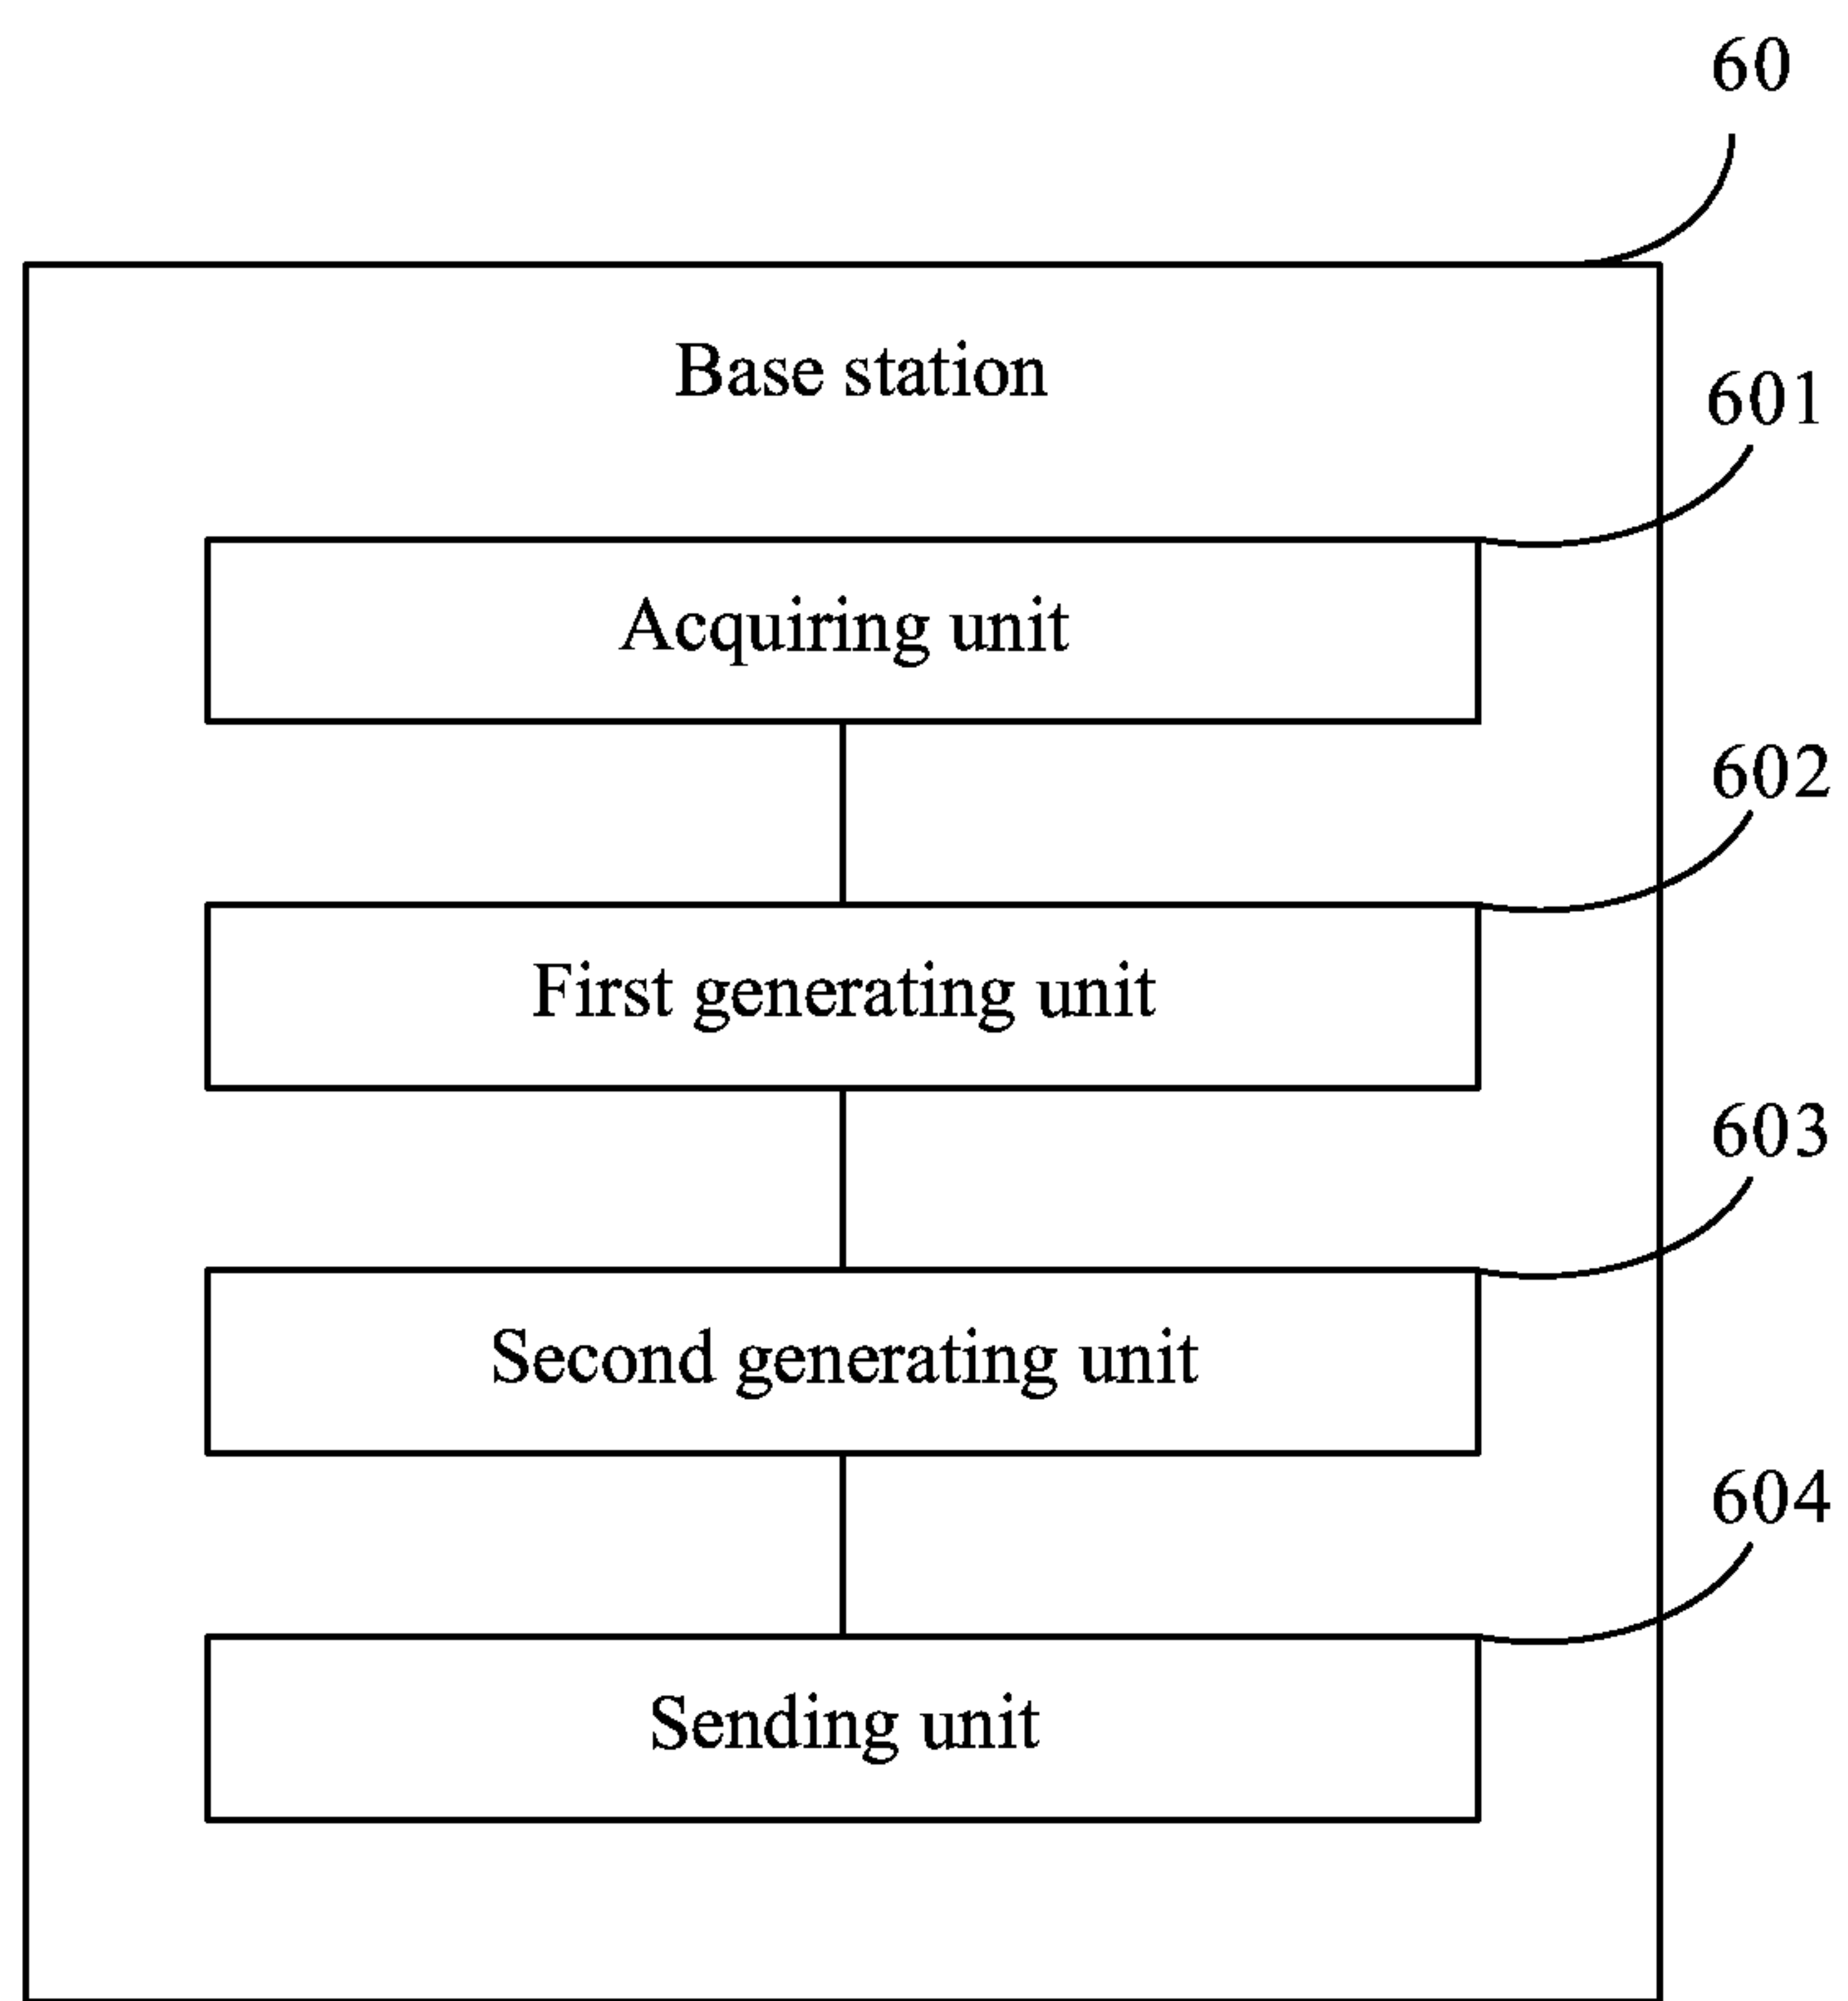 60
Base station
601
Acquiring unit
602
First generating unit
603
Second generating unit
604
Sending unit